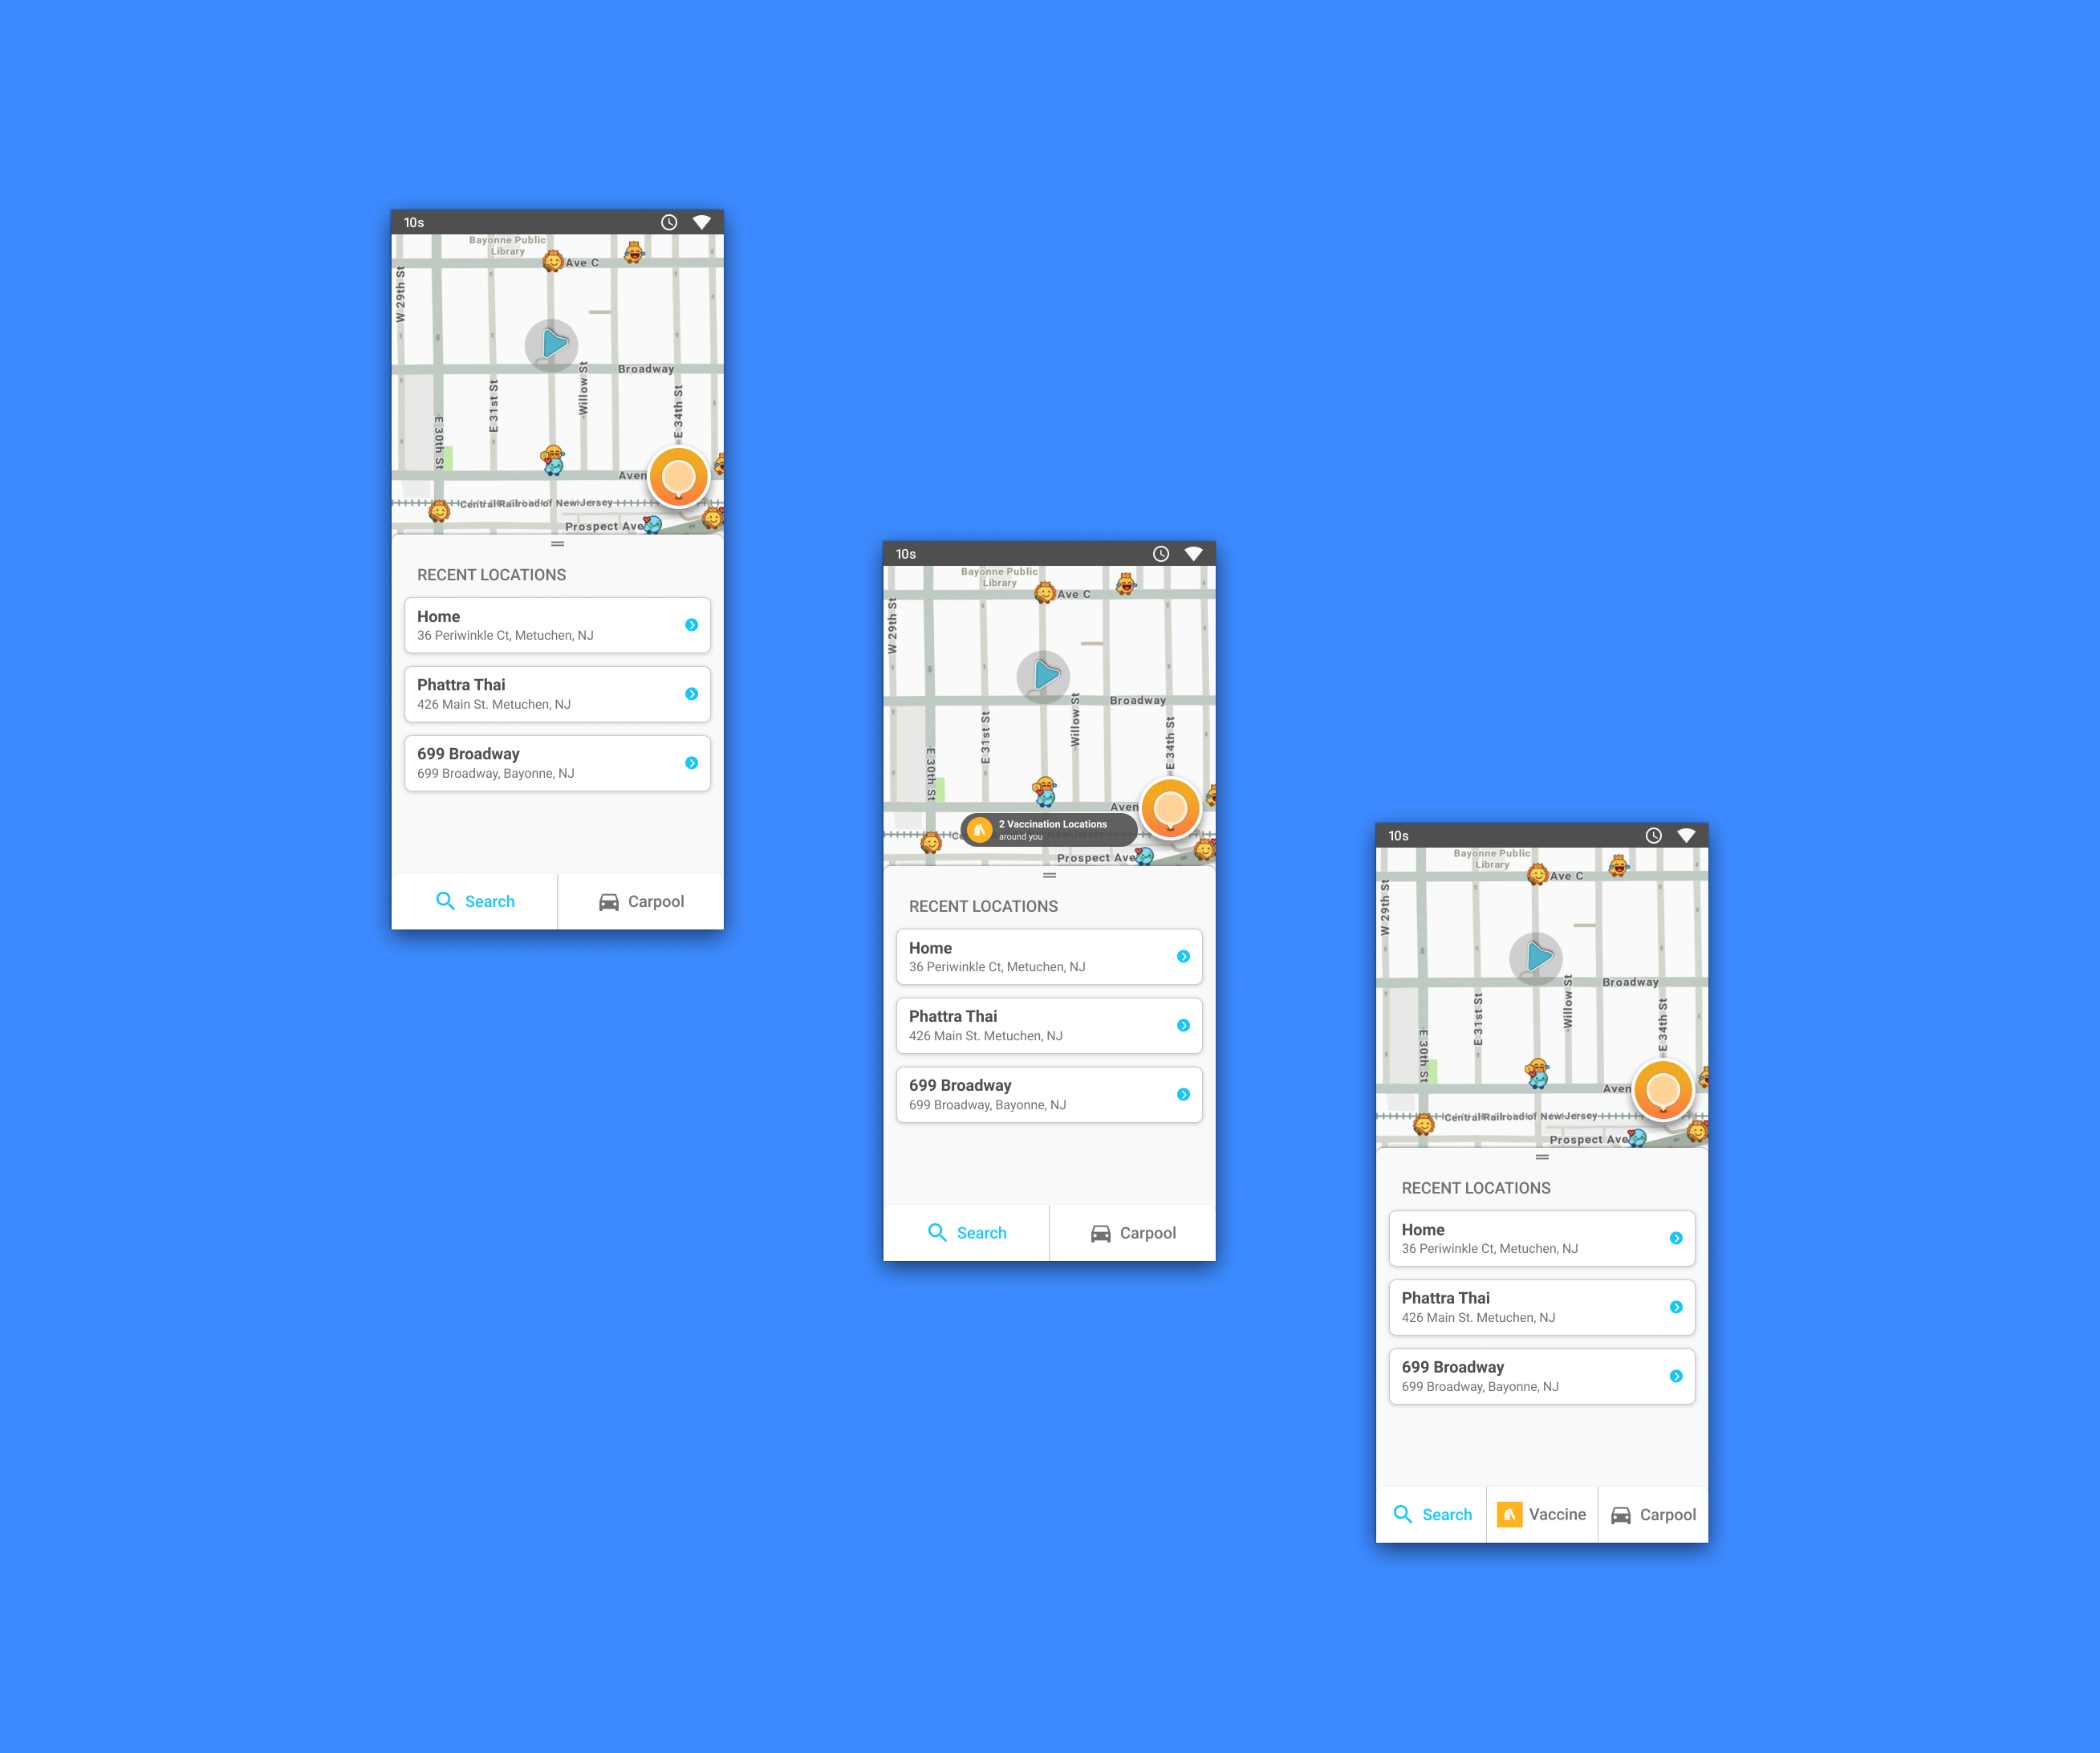 10s
Bayonne Public
Library
Ave C
W 29th St
Broadway
Willow St
E 31st St
E 34th St
E 30th St
Aven
Central Railroad of New Jersey
Prospect Ave
RECENT LOCATIONS
Home
36 Periwinkle Ct, Metuchen, NJ
Phattra Thai
426 Main St. Metuchen, NJ
699 Broadway
699 Broadway, Bayonne, NJ
Search
Carpool
10s
Bayonne Public
Library
Ave C
W 29th St
Broadway
Willow St
E 31st St
E 34th St
E 30th St
Aven
2 Vaccination Locations
around you
Prospect Ave
RECENT LOCATIONS
Home
36 Periwinkle Ct, Metuchen, NJ
Phattra Thai
426 Main St. Metuchen, NJ
699 Broadway
699 Broadway, Bayonne, NJ
Search
Carpool
10s
Bayonne Public
Library
Ave C
W 29th St
Broadway
Willow St
E 31st St
E 34th St
E 30th St
Aven
Central Railroad of New Jersey
Prospect Ave
RECENT LOCATIONS
Home
36 Periwinkle Ct, Metuchen, NJ
Phattra Thai
426 Main St. Metuchen, NJ
699 Broadway
699 Broadway, Bayonne, NJ
Search
Vaccine
Carpool